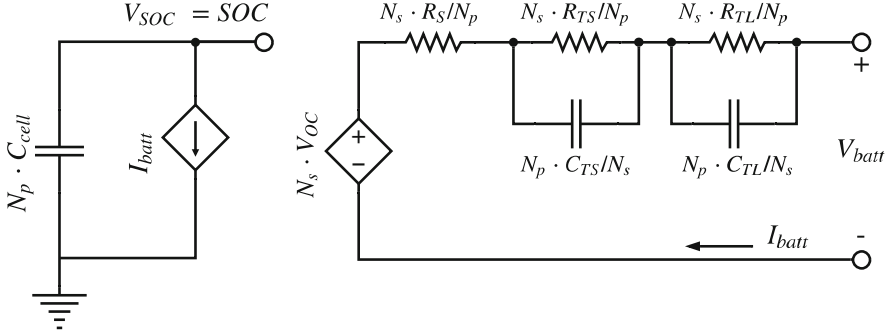 V_SOC = SOC
N_p · C_cell
I_batt
N_s · V_OC
+
−
N_s · R_S/N_p
N_s · R_TS/N_p
N_s · R_TL/N_p
N_p · C_TS/N_s
N_p · C_TL/N_s
+
V_batt
-
I_batt